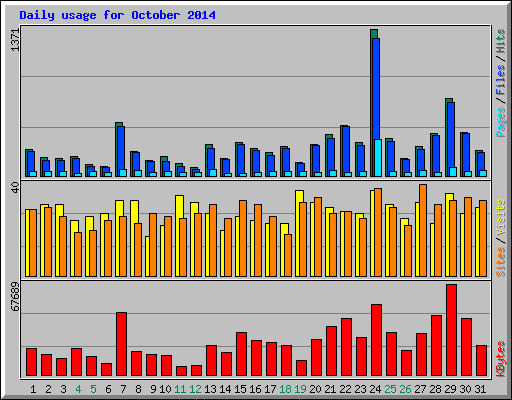 Daily usage for October 2014
1371
Pages/Files/Hits
40
Sites/Visits
67689
KBytes
1 2 3 4 5 6 7 8 9 10 11 12 13 14 15 16 17 18 19 20 21 22 23 24 25 26 27 28 29 30 31